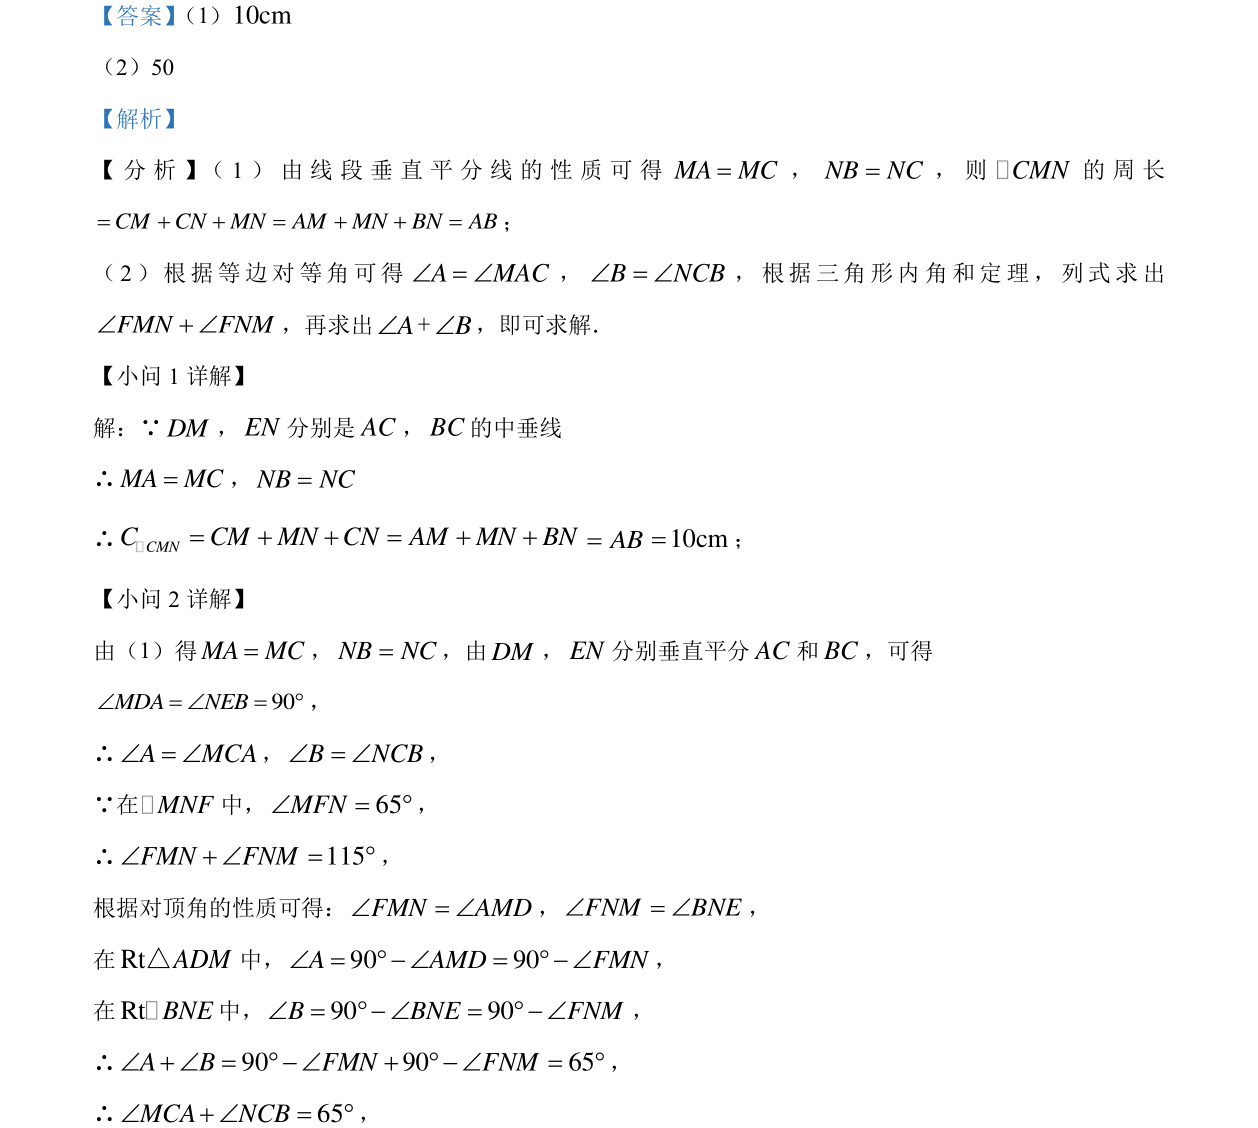 【答案】（1）10cm
（2）50
【解析】
【分析】（1）由线段垂直平分线的性质可得 MA = MC ， NB = NC ，则 □CMN 的周长
= CM + CN + MN = AM + MN + BN = AB ；
（2）根据等边对等角可得 ∠A = ∠MAC ， ∠B = ∠NCB ，根据三角形内角和定理，列式求出
∠FMN + ∠FNM ，再求出 ∠A + ∠B ，即可求解．
【小问 1 详解】
解：∵ DM ， EN 分别是 AC ， BC 的中垂线
∴ MA = MC ， NB = NC
∴ C□CMN = CM + MN + CN = AM + MN + BN = AB = 10cm ；
【小问 2 详解】
由（1）得 MA = MC ， NB = NC ，由 DM ， EN 分别垂直平分 AC 和 BC ，可得
∠MDA = ∠NEB = 90° ，
∴ ∠A = ∠MCA ， ∠B = ∠NCB ，
∵在□MNF 中， ∠MFN = 65° ，
∴ ∠FMN + ∠FNM = 115° ，
根据对顶角的性质可得： ∠FMN = ∠AMD ， ∠FNM = ∠BNE ，
在 Rt△ADM 中， ∠A = 90° − ∠AMD = 90° − ∠FMN ，
在 Rt□BNE 中， ∠B = 90° − ∠BNE = 90° − ∠FNM ，
∴ ∠A + ∠B = 90° − ∠FMN + 90° − ∠FNM = 65° ，
∴ ∠MCA + ∠NCB = 65° ，